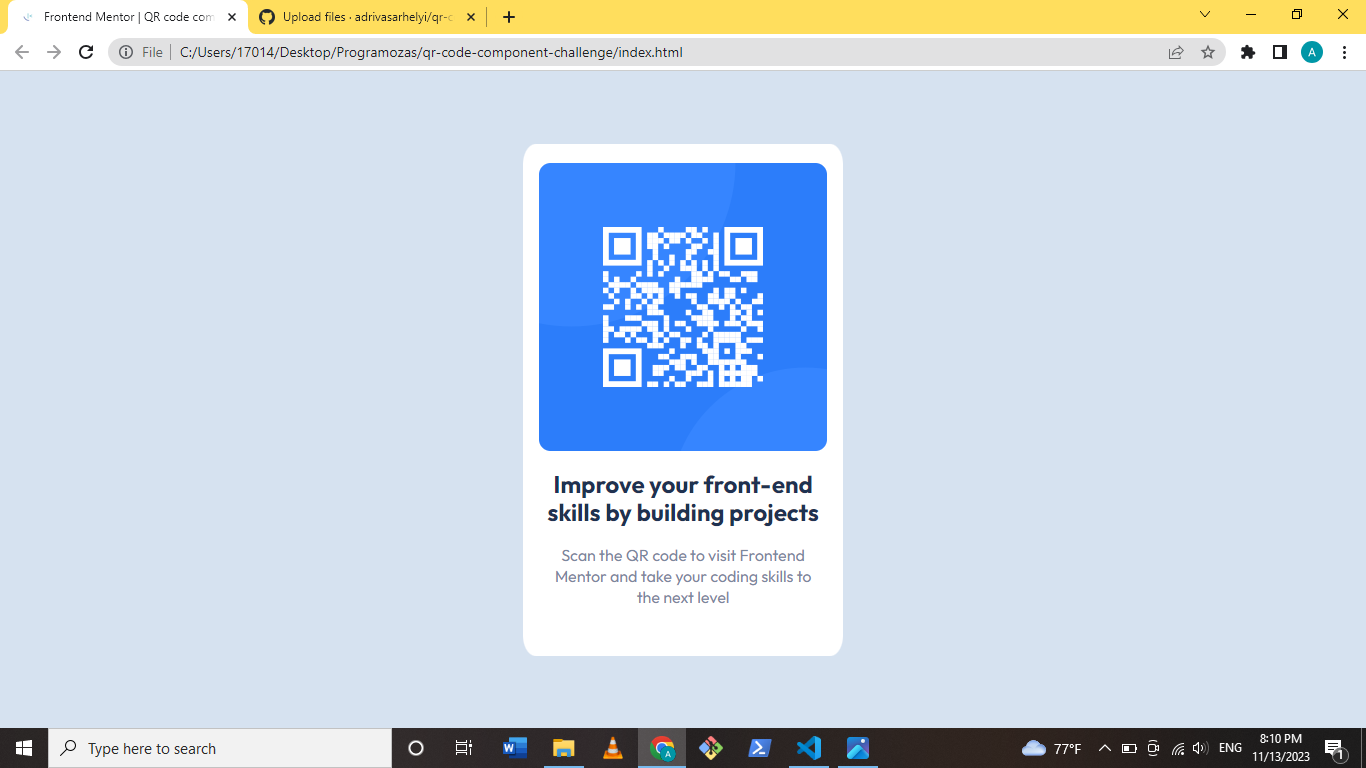 Frontend Mentor | QR code com
Upload files · adrivasarhelyi/qr-c
File
C:/Users/17014/Desktop/Programozas/qr-code-component-challenge/index.html
A
Improve your front-end
skills by building projects
Scan the QR code to visit Frontend
Mentor and take your coding skills to
the next level
Type here to search
W
A
77°F
ENG
8:10 PM
11/13/2023
1